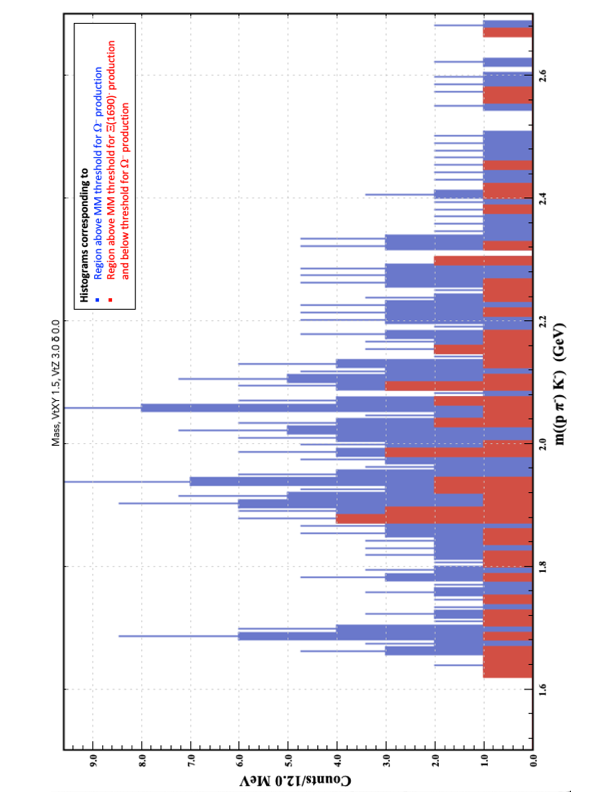 Mass, VtXY 1.5, VtZ 3.0 δ 0.0
Histograms corresponding to
Region above MM threshold for Ω⁻ production
Region above MM threshold for Ξ(1690)⁻ production
and below threshold for Ω⁻ production
Counts/12.0 MeV
9.0
8.0
7.0
6.0
5.0
4.0
3.0
2.0
1.0
0.0
1.6
1.8
2.0
2.2
2.4
2.6
m((p π⁻) K⁻) (GeV)